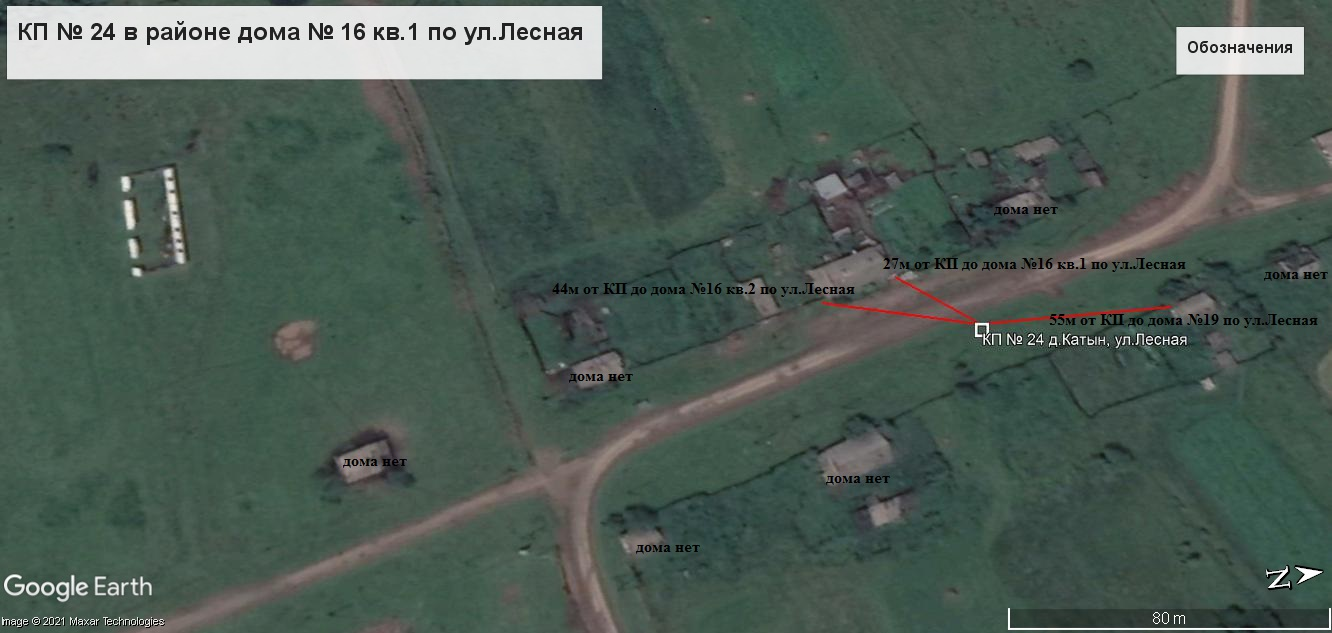 КП № 24 в районе дома № 16 кв.1 по ул.Лесная
Обозначения
дома нет
27м от КП до дома №16 кв.1 по ул.Лесная
дома нет
44м от КП до дома №16 кв.2 по ул.Лесная
55м от КП до дома №19 по ул.Лесная
КП № 24 д.Катын, ул.Лесная
дома нет
дома нет
дома нет
дома нет
Google Earth
N
80 m
Image © 2021 Maxar Technologies